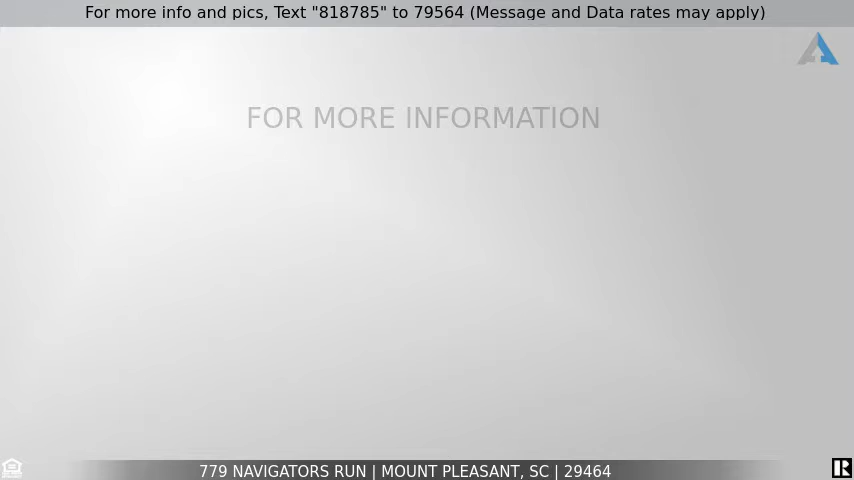 For more info and pics, Text "818785" to 79564 (Message and Data rates may apply)
FOR MORE INFORMATION
779 NAVIGATORS RUN | MOUNT PLEASANT, SC | 29464